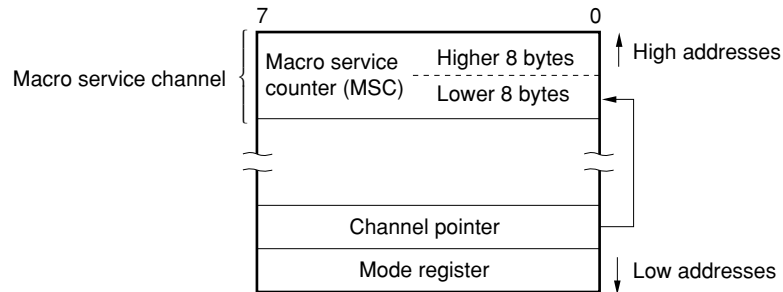 7 0
Macro service channel
Macro service
counter (MSC)
Higher 8 bytes
Lower 8 bytes
High addresses
Channel pointer
Mode register
Low addresses